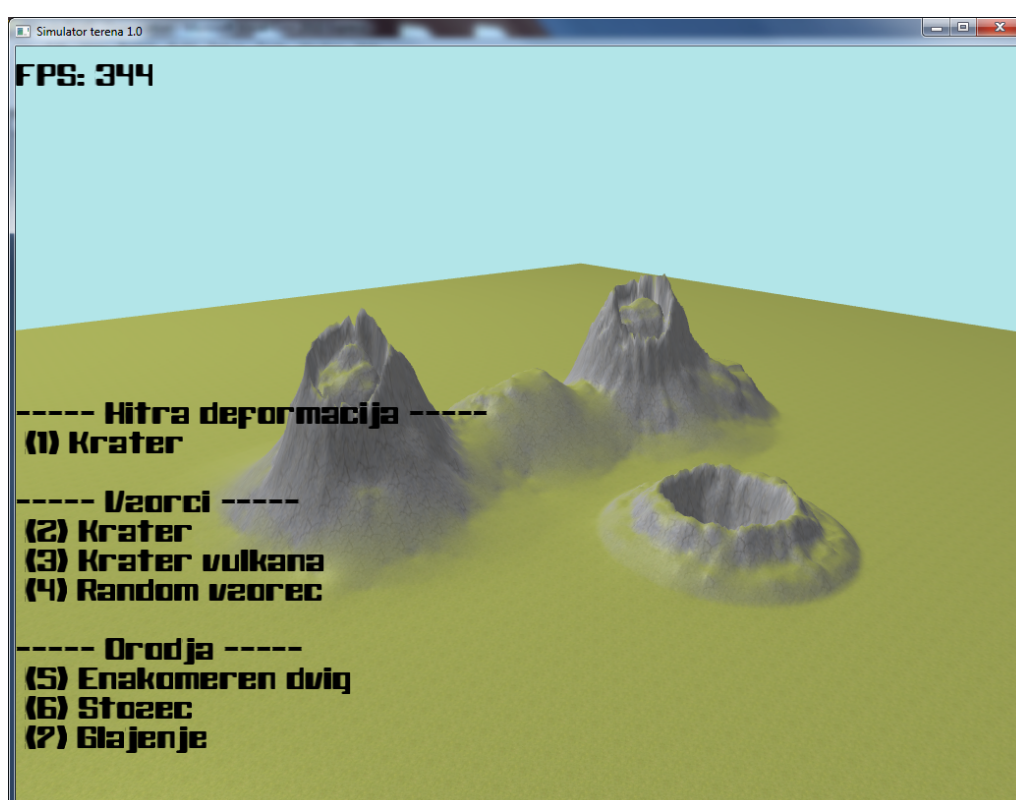 Simulator terena 1.0
FPS: 344
----- Hitra deformacija -----
(1) Krater
----- Vzorci -----
(2) Krater
(3) Krater vulkana
(4) Random vzorec
----- Orodja -----
(5) Enakomeren dvig
(6) Stozec
(7) Glajenje